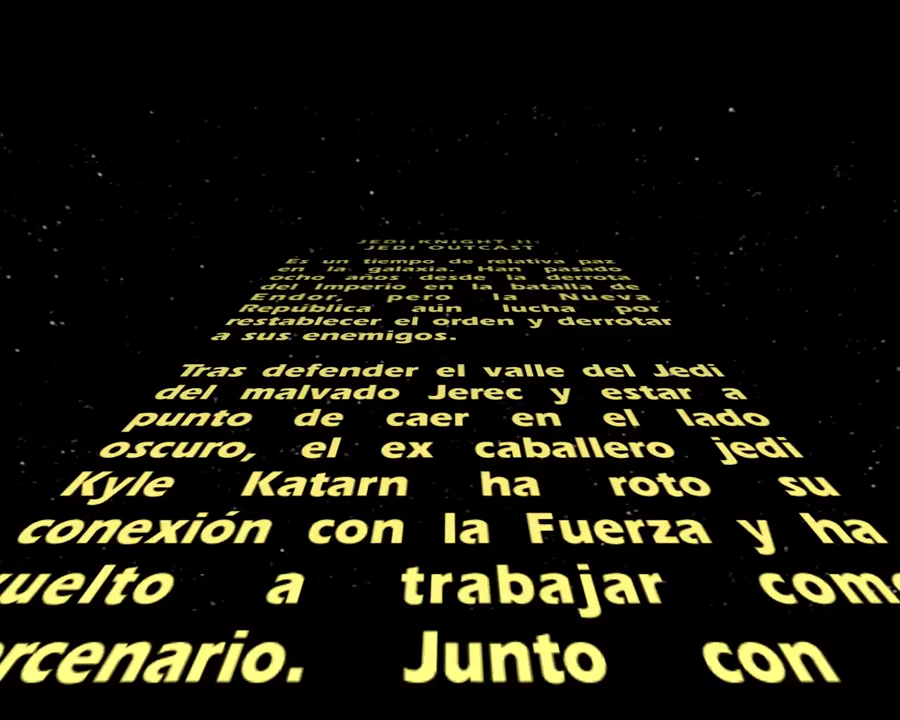 JEDI KNIGHT II
JEDI OUTCAST
Es un tiempo de relativa paz
en la galaxia. Han pasado
ocho años desde la derrota
del Imperio en la batalla de
Endor, pero la Nueva
República aún lucha por
restablecer el orden y derrotar
a sus enemigos.
Tras defender el valle del Jedi
del malvado Jerec y estar a
punto de caer en el lado
oscuro, el ex caballero jedi
Kyle Katarn ha roto su
conexión con la Fuerza y ha
vuelto a trabajar como
rcenario. Junto con